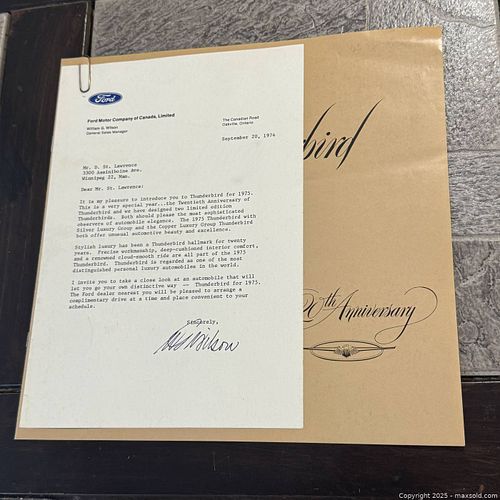 Ford
Ford Motor Company of Canada, Limited
William G. Wilson
General Sales Manager
The Canadian Road
Oakville, Ontario
September 20, 1974
Mr. D. St. Lawrence
3300 Assiniboine Ave.
Winnipeg 22, Man.
Dear Mr. St. Lawrence:
It is my pleasure to introduce you to Thunderbird for 1975.
This is a very special year...the Twentieth Anniversary of
Thunderbird and we have designed two limited edition
Thunderbirds. Both should please the most sophisticated
observers of automobile elegance. The 1975 Thunderbird with
Silver Luxury Group and the Copper Luxury Group Thunderbird
both offer unusual automotive beauty and excellence.
Stylish luxury has been a Thunderbird hallmark for twenty
years. Precise workmanship, deep-cushioned interior comfort,
and a renewed cloud-smooth ride are all part of the 1975
Thunderbird. Thunderbird is regarded as one of the most
distinguished personal luxury automobiles in the world.
I invite you to take a close look at an automobile that will
let you go your own distinctive way -- Thunderbird for 1975.
The Ford dealer nearest you will be pleased to arrange a
complimentary drive at a time and place convenient to your
schedule.
Sincerely,
Wilson
bird
20th Anniversary
Copyright © 2025 - maxsold.com